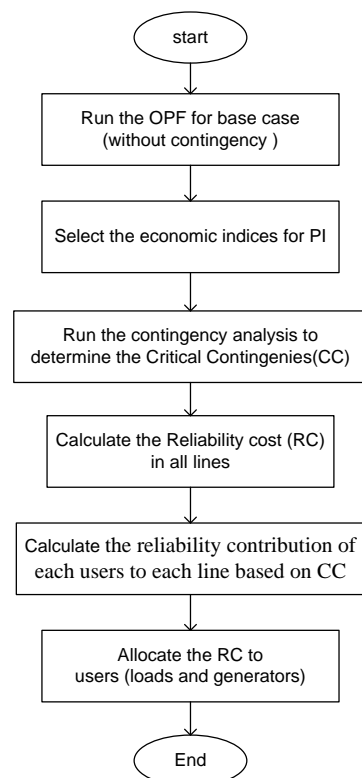 start
Run the OPF for base case
(without contingency )
Select the economic indices for PI
Run the contingency analysis to
determine the Critical Contingenies(CC)
Calculate the Reliability cost (RC)
in all lines
Calculate the reliability contribution of
each users to each line based on CC
Allocate the RC to
users (loads and generators)
End